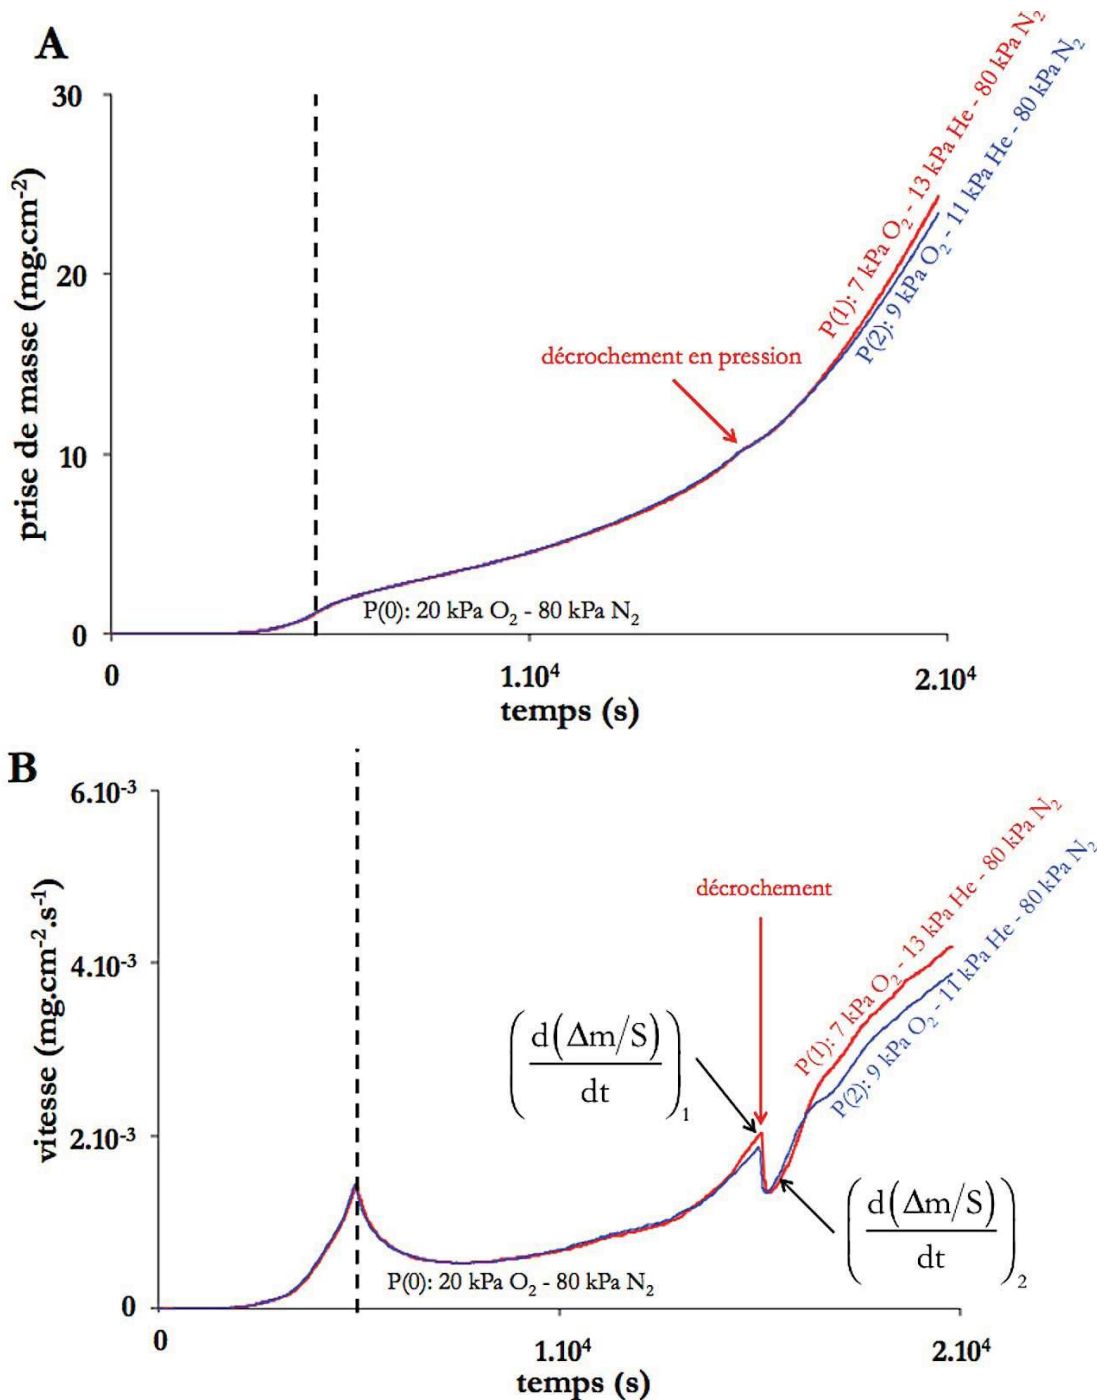 A
prise de masse (mg.cm⁻²)
30
20
10
0
P(1): 7 kPa O₂ - 13 kPa He - 80 kPa N₂
P(2): 9 kPa O₂ - 11 kPa He - 80 kPa N₂
décrochement en pression
P(0): 20 kPa O₂ - 80 kPa N₂
0
1.10⁴
2.10⁴
temps (s)
B
vitesse (mg.cm⁻².s⁻¹)
6.10⁻³
4.10⁻³
2.10⁻³
0
décrochement
P(1): 7 kPa O₂ - 13 kPa He - 80 kPa N₂
P(2): 9 kPa O₂ - 11 kPa He - 80 kPa N₂
(d(Δm/S)/dt)₁
(d(Δm/S)/dt)₂
P(0): 20 kPa O₂ - 80 kPa N₂
0
1.10⁴
2.10⁴
temps (s)